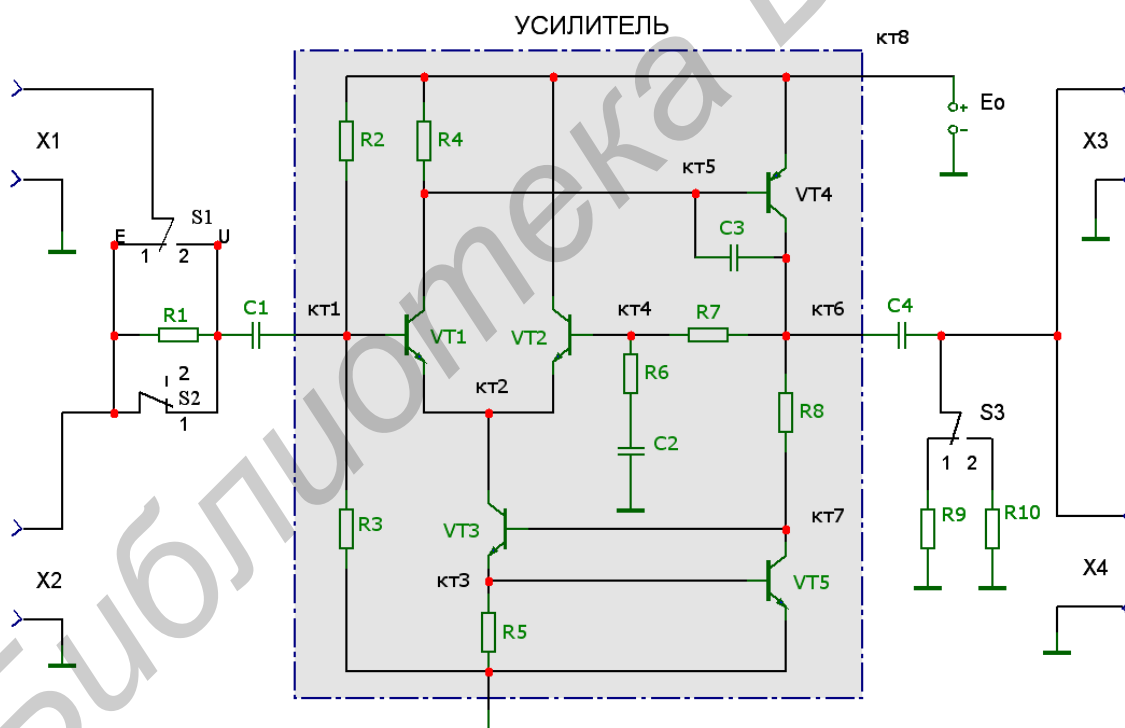 УСИЛИТЕЛЬ
кт8
R2
R4
Eo
+
-
X1
X3
кт5
VT4
S1
E
U
1
2
C3
R1
C1
кт1
VT1
VT2
кт4
R7
кт6
C4
R6
2
S2
1
кт2
R8
S3
C2
1
2
R3
VT3
кт7
R9
R10
X2
кт3
VT5
X4
R5
Библиотека